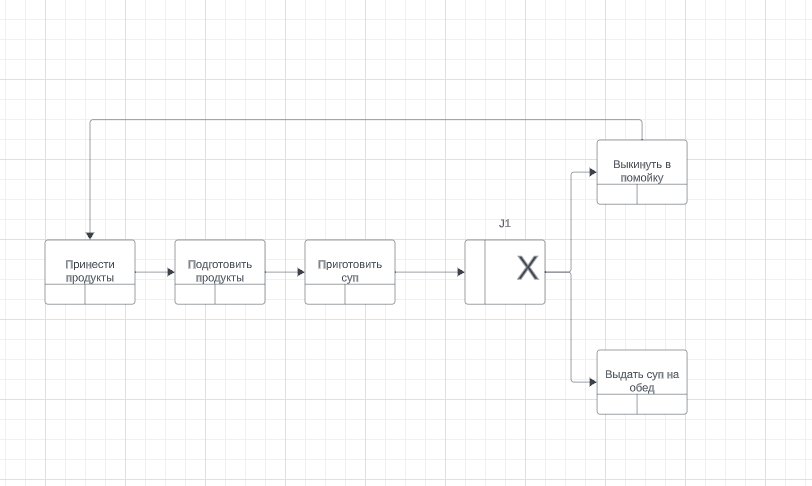 Выкинуть в
помойку
J1
Принести
продукты
Подготовить
продукты
Приготовить
суп
X
Выдать суп на
обед